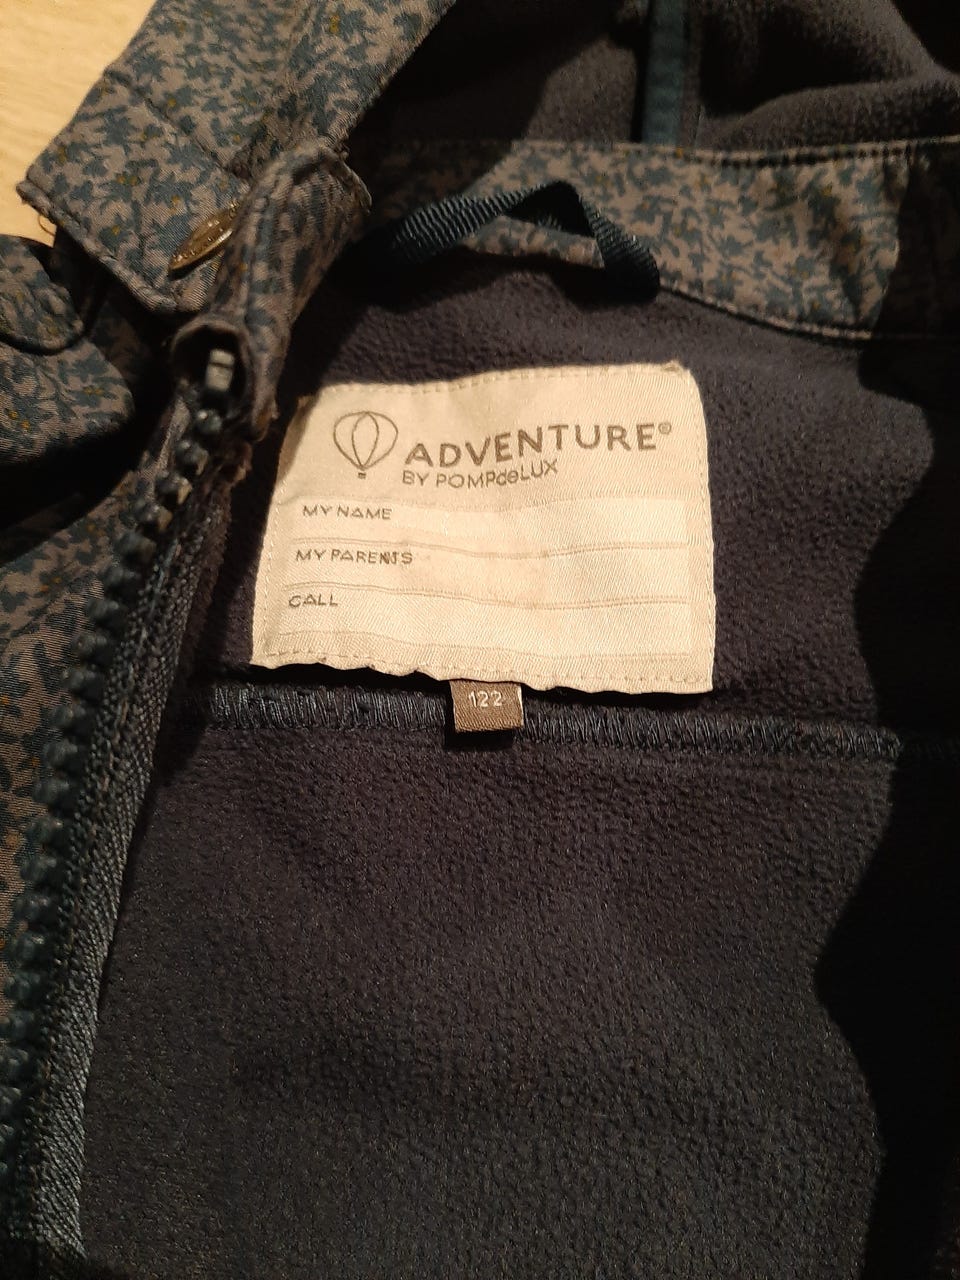 ADVENTURE®
BY POMPdeLUX
MY NAME
MY PARENTS
CALL
122